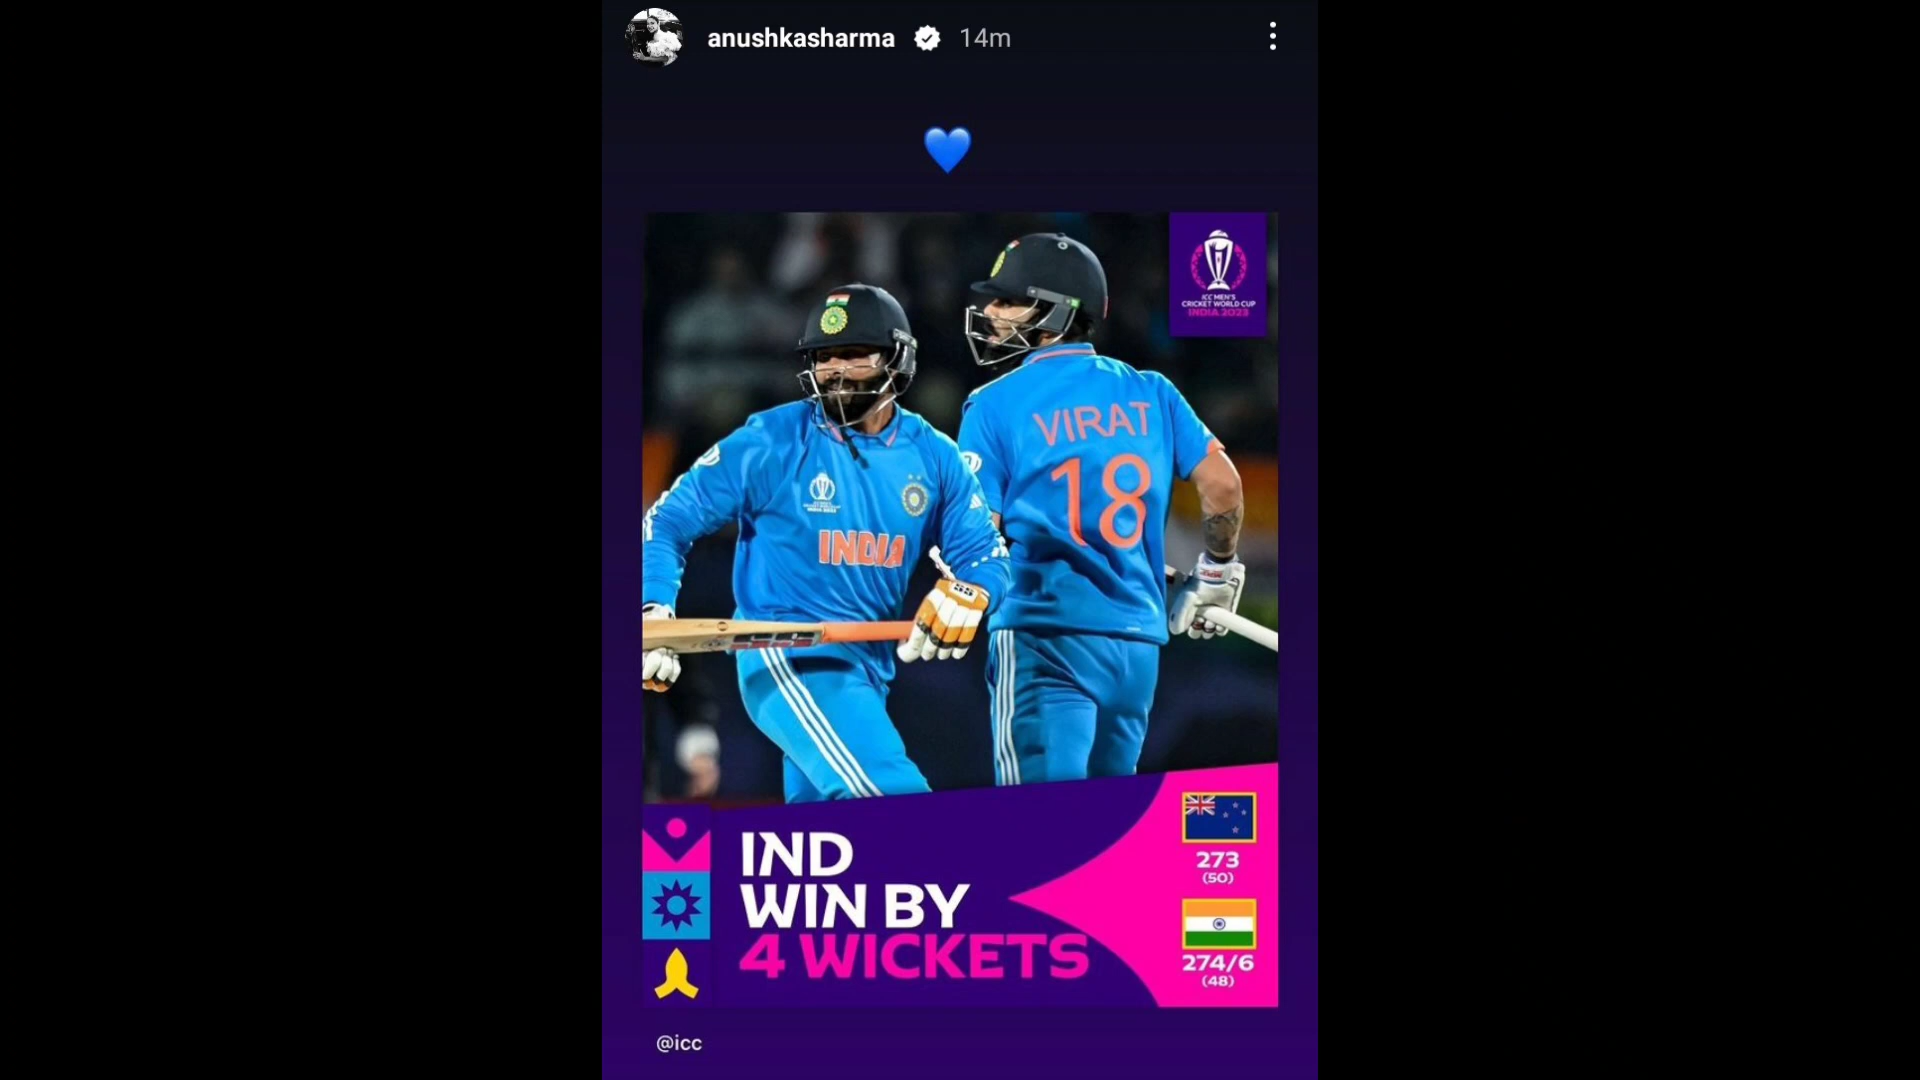 anushkasharma 14m
ICC MEN'S
CRICKET WORLD CUP
INDIA 2023
VIRAT
18
INDIA
SS
IND
WIN BY
4 WICKETS
273
(50)
274/6
(48)
@icc